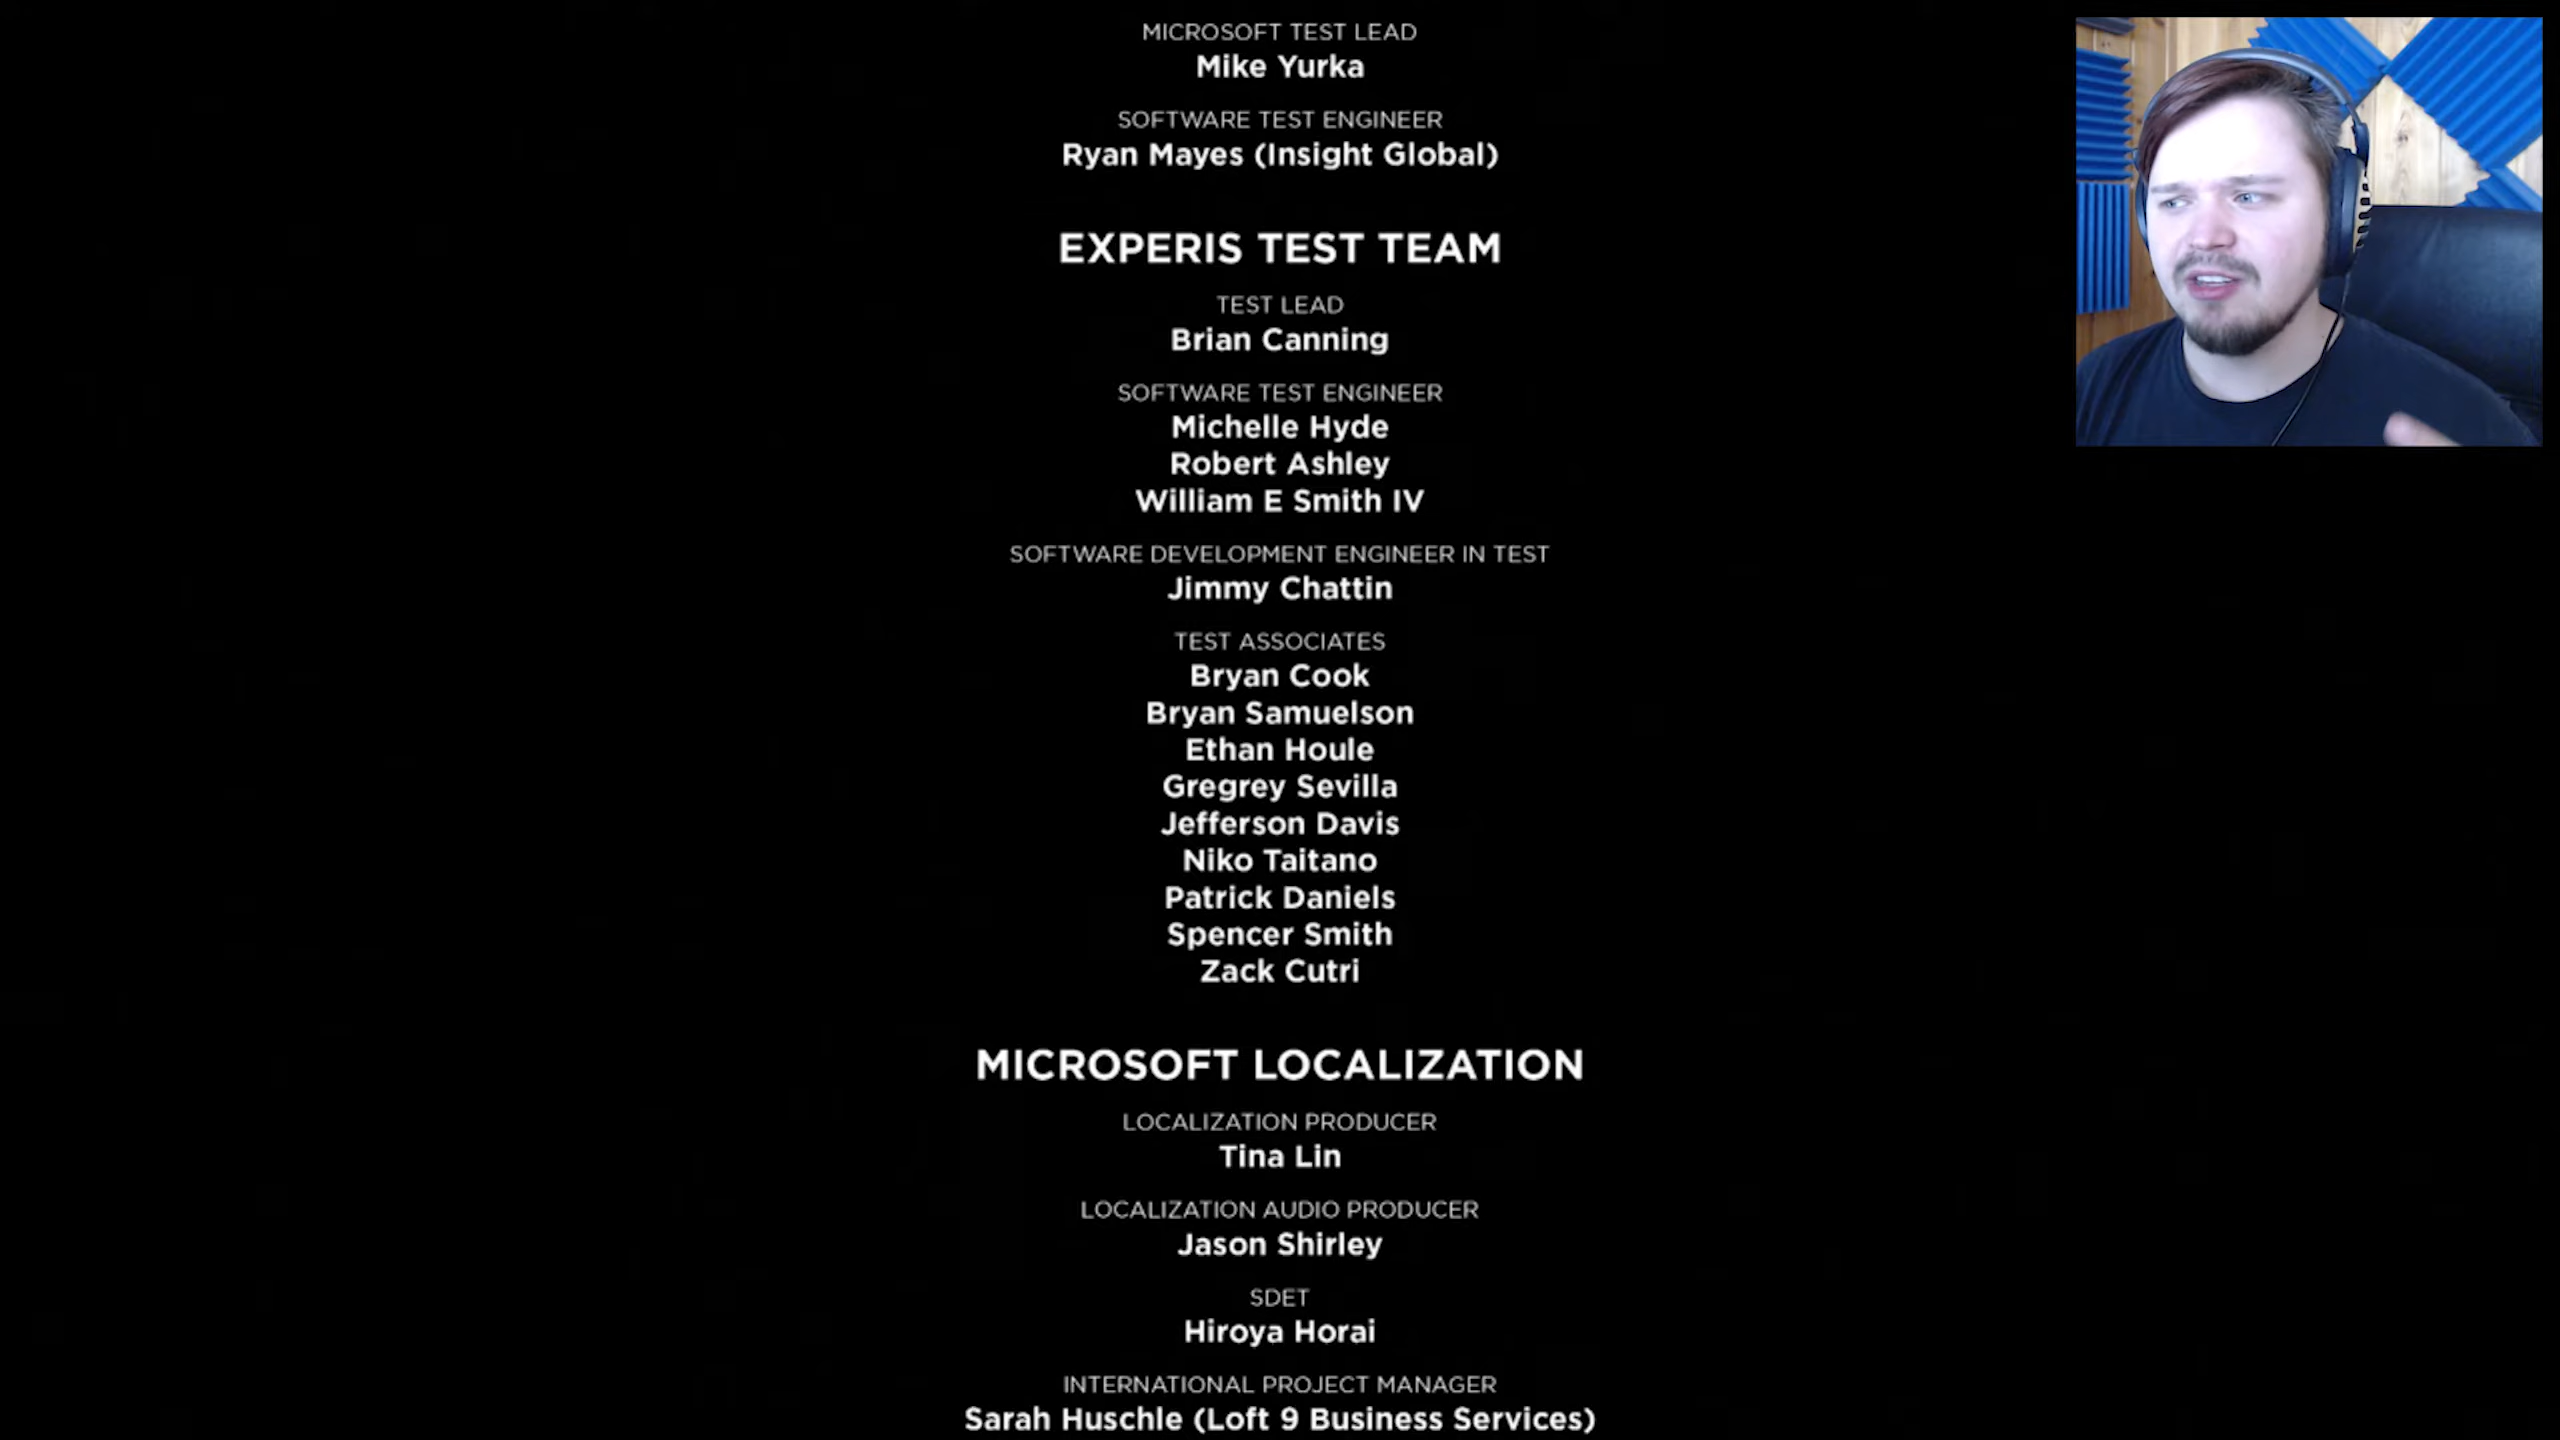 MICROSOFT TEST LEAD
Mike Yurka
SOFTWARE TEST ENGINEER
Ryan Mayes (Insight Global)
EXPERIS TEST TEAM
TEST LEAD
Brian Canning
SOFTWARE TEST ENGINEER
Michelle Hyde
Robert Ashley
William E Smith IV
SOFTWARE DEVELOPMENT ENGINEER IN TEST
Jimmy Chattin
TEST ASSOCIATES
Bryan Cook
Bryan Samuelson
Ethan Houle
Gregrey Sevilla
Jefferson Davis
Niko Taitano
Patrick Daniels
Spencer Smith
Zack Cutri
MICROSOFT LOCALIZATION
LOCALIZATION PRODUCER
Tina Lin
LOCALIZATION AUDIO PRODUCER
Jason Shirley
SDET
Hiroya Horai
INTERNATIONAL PROJECT MANAGER
Sarah Huschle (Loft 9 Business Services)